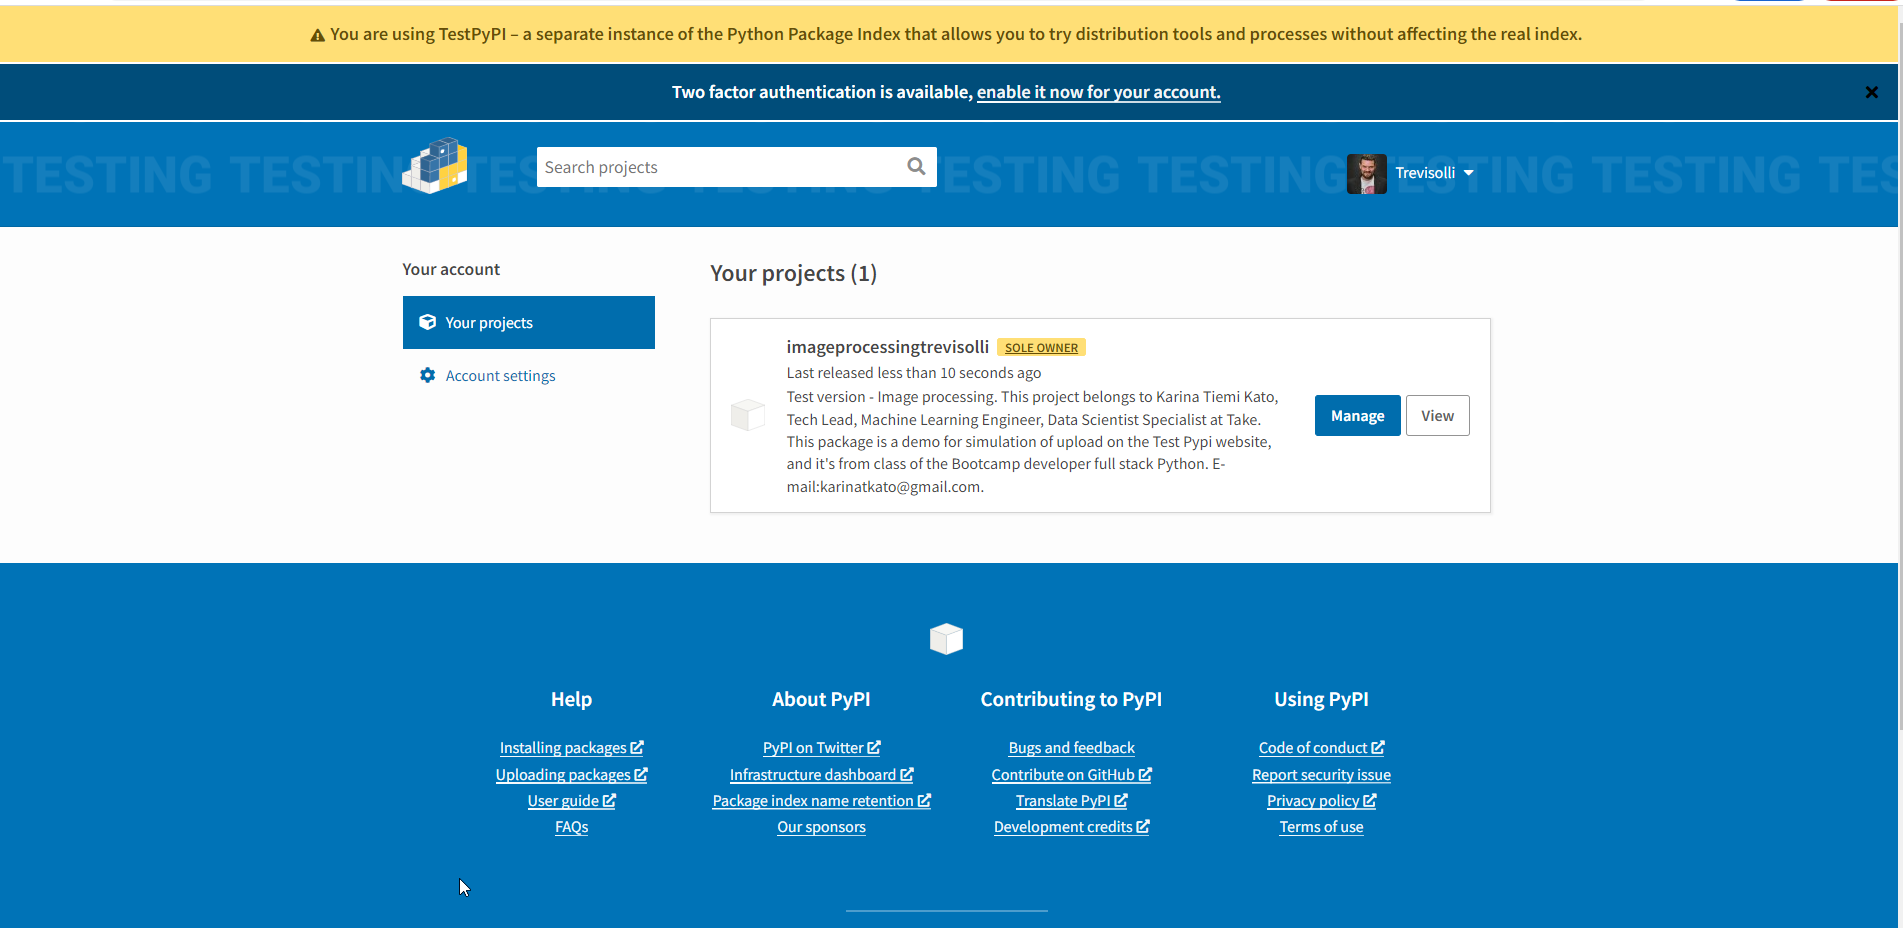 You are using TestPyPI – a separate instance of the Python Package Index that allows you to try distribution tools and processes without affecting the real index.
Two factor authentication is available, enable it now for your account.
TESTING TESTING TESTING TESTING TESTING TESTING TESTING TESTING TES
Search projects
Trevisolli
Your account
Your projects
Account settings
Your projects (1)
imageprocessingtrevisolli SOLE OWNER
Last released less than 10 seconds ago
Test version - Image processing. This project belongs to Karina Tiemi Kato,
Tech Lead, Machine Learning Engineer, Data Scientist Specialist at Take.
This package is a demo for simulation of upload on the Test Pypi website,
and it's from class of the Bootcamp developer full stack Python. E-
mail:karinatkato@gmail.com.
Manage
View
Help
Installing packages
Uploading packages
User guide
FAQs
About PyPI
PyPI on Twitter
Infrastructure dashboard
Package index name retention
Our sponsors
Contributing to PyPI
Bugs and feedback
Contribute on GitHub
Translate PyPI
Development credits
Using PyPI
Code of conduct
Report security issue
Privacy policy
Terms of use